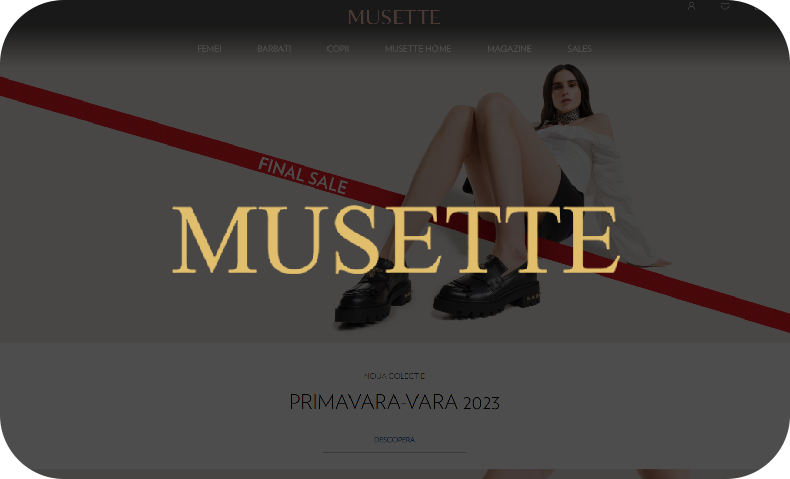 MUSETTE
FEMEI BARBATI COPII MUSETTE HOME MAGAZINE SALES
FINAL SALE
MUSETTE
NOUA COLECTIE
PRIMAVARA-VARA 2023
DESCOPERA